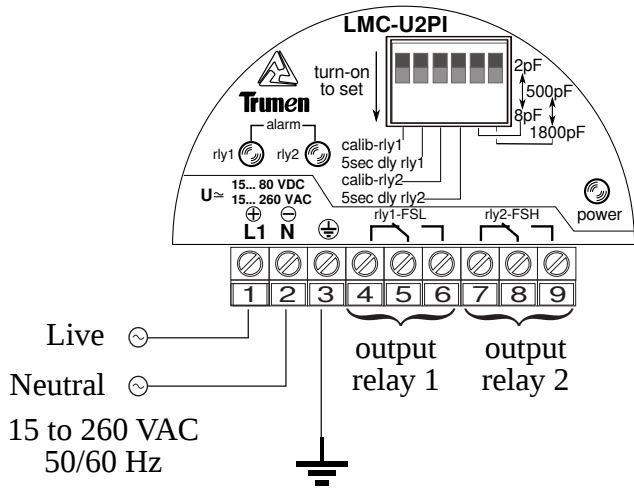 LMC-U2PI
Trumen
turn-on
to set
2pF
500pF
8pF
1800pF
alarm
rly1
rly2
calib-rly1
5sec dly rly1
calib-rly2
5sec dly rly2
U≃
15... 80 VDC
15... 260 VAC
⊕ ⊖
L1 N
power
rly1-FSL
rly2-FSH
1 2 3 4 5 6 7 8 9
Live
Neutral
15 to 260 VAC
50/60 Hz
output
relay 1
output
relay 2